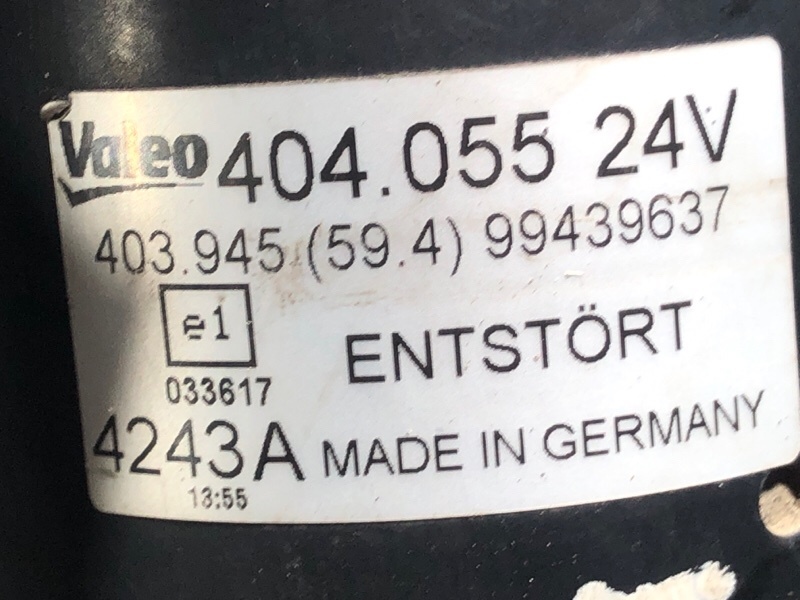 Valeo 404.055 24V
403.945 (59.4) 99439637
e1
ENTSTÖRT
033617
4243A MADE IN GERMANY
13:55